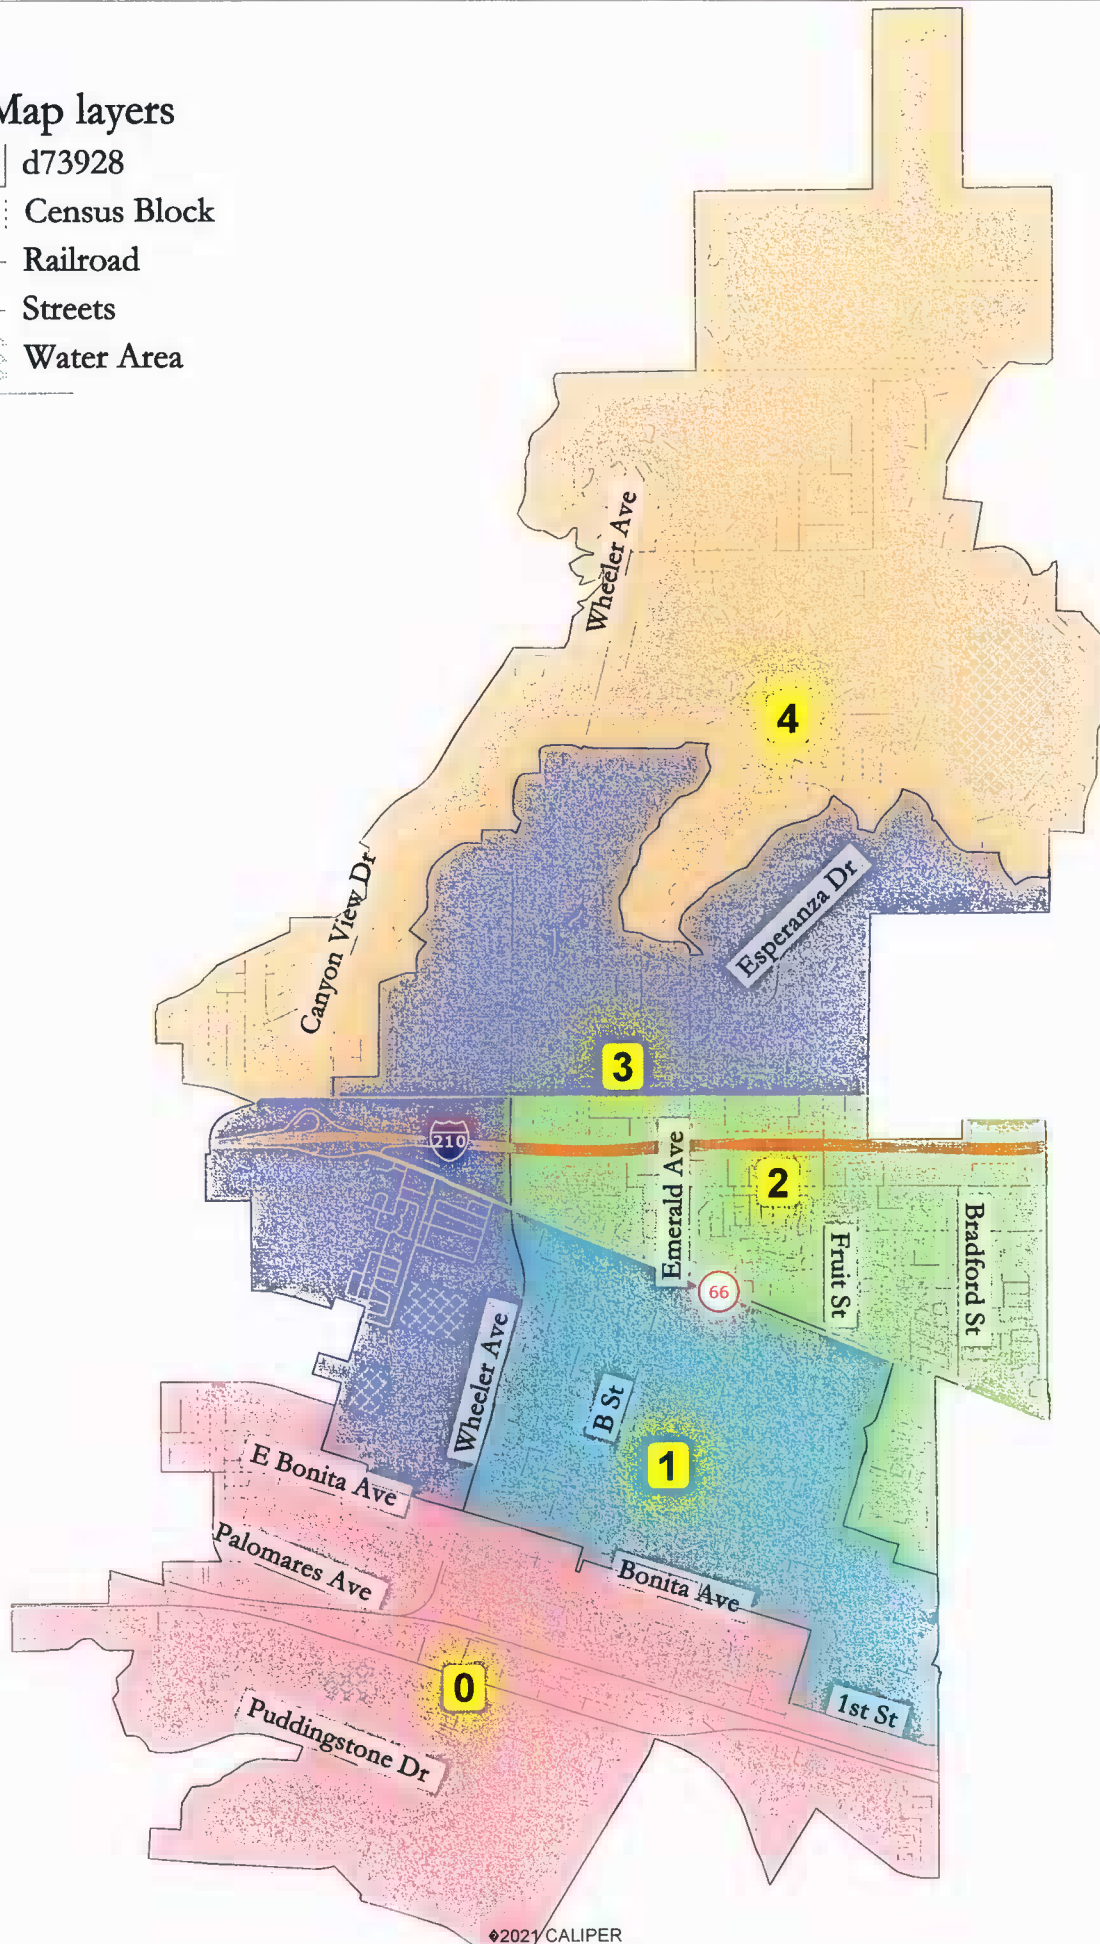 Map layers
d73928
Census Block
Railroad
Streets
Water Area
Wheeler Ave
4
Canyon View Dr
Esperanza Dr
3
210
Emerald Ave
2
Fruit St
Bradford St
66
Wheeler Ave
B St
1
E Bonita Ave
Palomares Ave
Bonita Ave
0
1st St
Puddingstone Dr
�2021 CALIPER